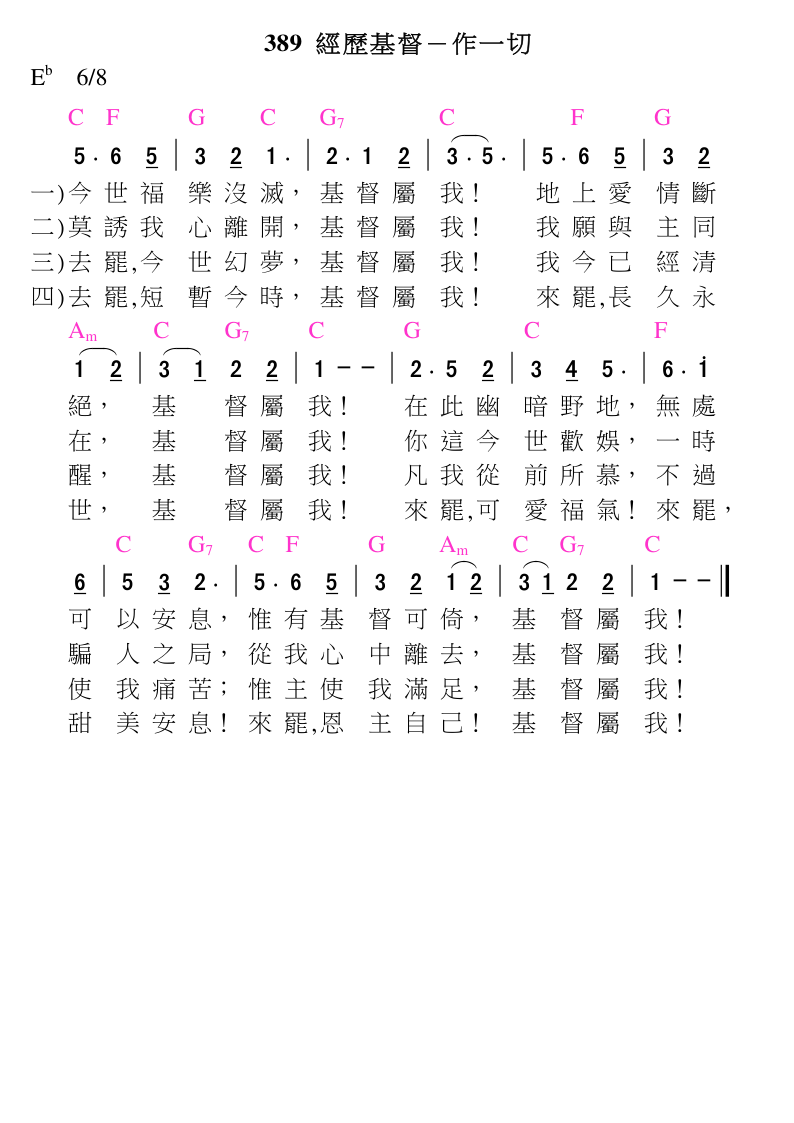 389 經歷基督－作一切
E♭ 6/8
C F G C G7 C F G
5 . 6 5 | 3 2 1 . | 2 . 1 2 | 3 . 5 . | 5 . 6 5 | 3 2
一)今世福 樂沒滅，基督屬 我! 地上愛 情斷
二)莫誘我 心離開，基督屬 我! 我願與 主同
三)去罷,今 世幻夢，基督屬 我! 我今已 經清
四)去罷,短 暫今時，基督屬 我! 來罷,長 久永
Am C G7 C G C F
1 2 | 3 1 2 2 | 1 － － | 2 . 5 2 | 3 4 5 . | 6 . i
絕， 基 督屬 我! 在此幽 暗野地，無處
在， 基 督屬 我! 你這今 世歡娛，一時
醒， 基 督屬 我! 凡我從 前所慕，不過
世， 基 督屬 我! 來罷,可 愛福氣! 來罷，
C G7 C F G Am C G7 C
6 | 5 3 2 . | 5 . 6 5 | 3 2 1 2 | 3 1 2 2 | 1 － － ‖
可 以安息，惟有基 督可倚， 基 督屬 我!
騙 人之局，從我心 中離去， 基 督屬 我!
使 我痛苦；惟主使 我滿足， 基 督屬 我!
甜 美安息! 來罷,恩 主自己! 基 督屬 我!